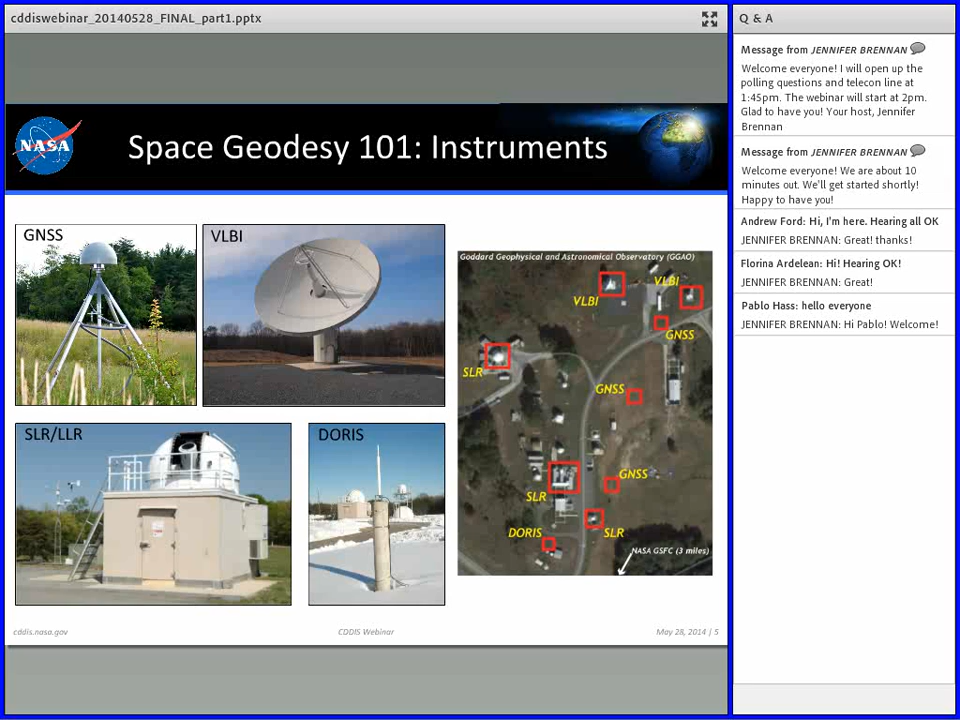 cddiswebinar_20140528_FINAL_part1.pptx
NASA
Space Geodesy 101: Instruments
GNSS
VLBI
SLR/LLR
DORIS
Goddard Geophysical and Astronomical Observatory (GGAO)
VLBI
VLBI
GNSS
SLR
GNSS
GNSS
SLR
DORIS
SLR
NASA GSFC (3 miles)
cddis.nasa.gov
CDDIS Webinar
May 28, 2014 | 5
Q & A
Message from JENNIFER BRENNAN
Welcome everyone! I will open up the
polling questions and telecon line at
1:45pm. The webinar will start at 2pm.
Glad to have you! Your host, Jennifer
Brennan
Message from JENNIFER BRENNAN
Welcome everyone! We are about 10
minutes out. We'll get started shortly!
Happy to have you!
Andrew Ford: Hi, I'm here. Hearing all OK
JENNIFER BRENNAN: Great! thanks!
Florina Ardelean: Hi! Hearing OK!
JENNIFER BRENNAN: Great!
Pablo Hass: hello everyone
JENNIFER BRENNAN: Hi Pablo! Welcome!